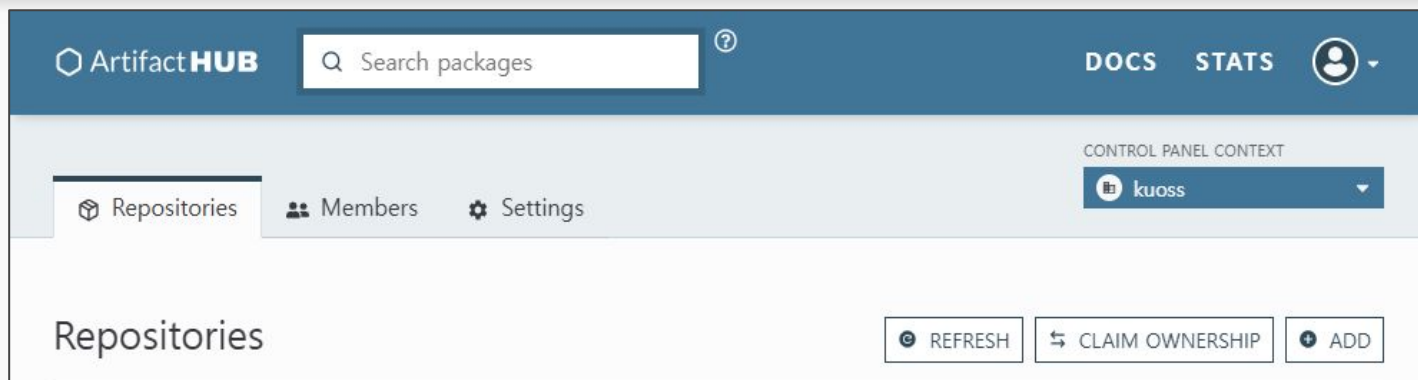 ArtifactHUB Search packages DOCS STATS
CONTROL PANEL CONTEXT
kuoss
Repositories Members Settings
Repositories REFRESH CLAIM OWNERSHIP ADD